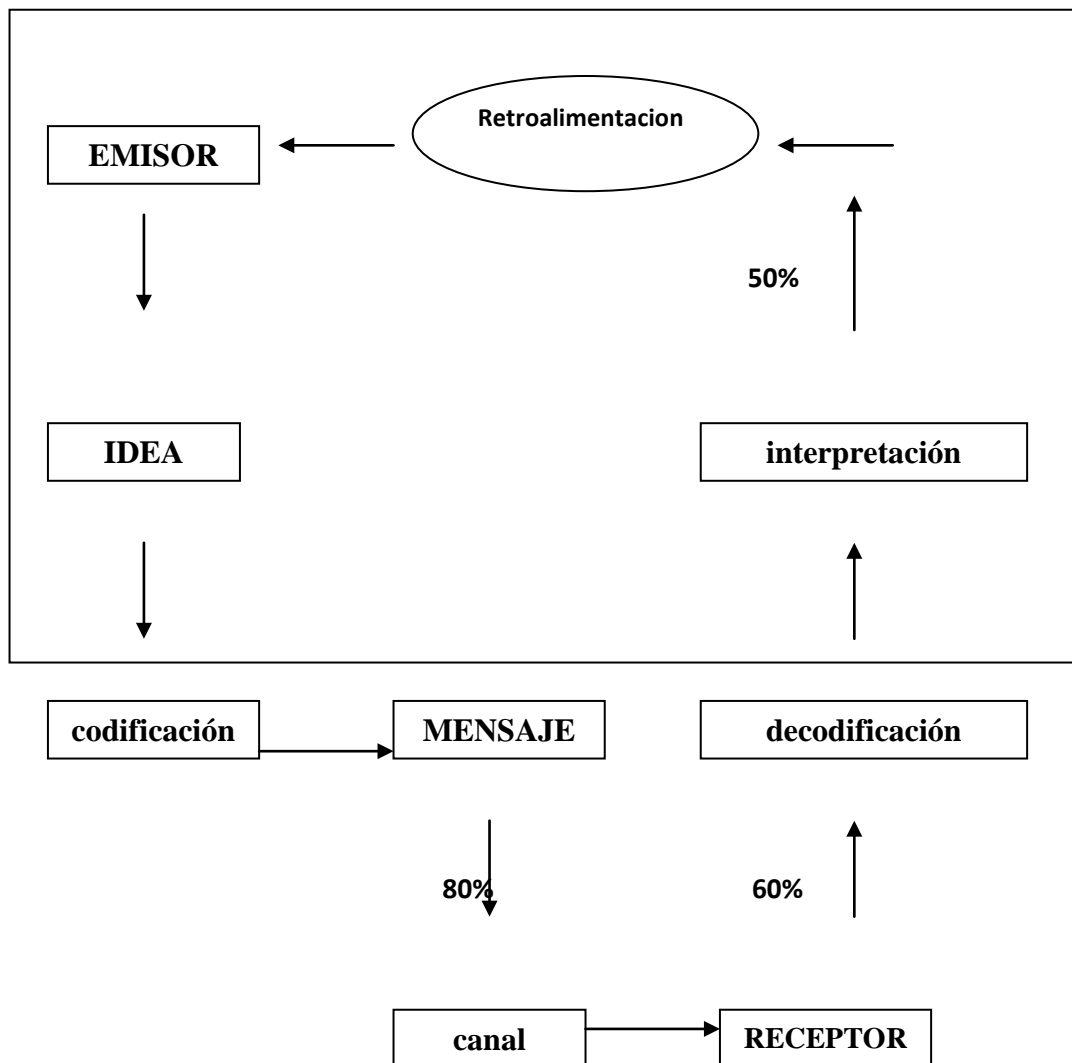 Retroalimentacion
EMISOR
50%
IDEA
interpretación
codificación
MENSAJE
decodificación
80%
60%
canal
RECEPTOR